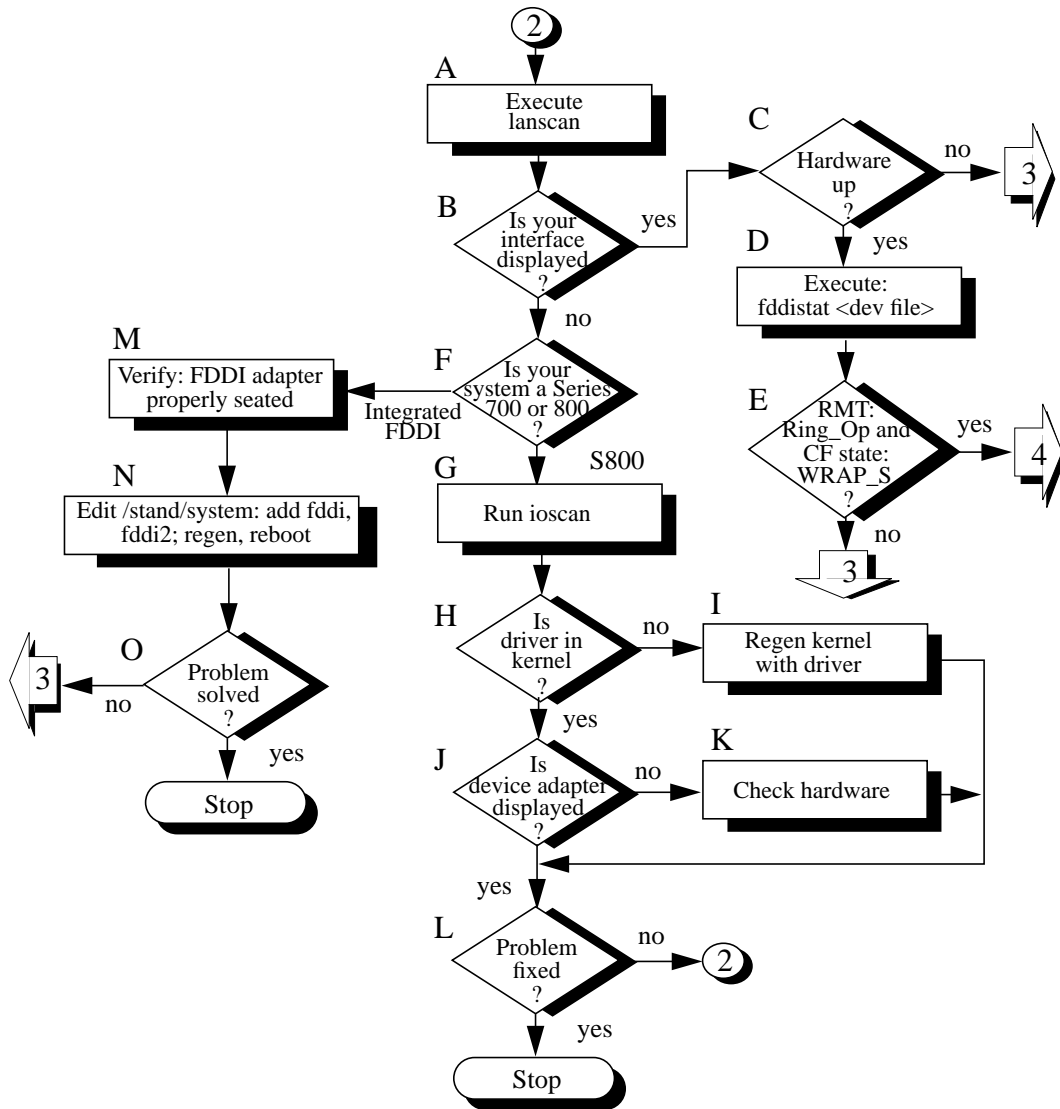 2
A
Execute
lanscan
B
Is your
interface
displayed
?
yes
no
C
Hardware
up
?
no
3
yes
D
Execute:
fddistat <dev file>
E
RMT:
Ring_Op and
CF state:
WRAP_S
?
yes
4
no
3
F
Is your
system a Series
700 or 800
?
Integrated
FDDI
S800
M
Verify: FDDI adapter
properly seated
N
Edit /stand/system: add fddi,
fddi2; regen, reboot
O
Problem
solved
?
no
3
yes
Stop
G
Run ioscan
H
Is
driver in
kernel
?
no
yes
I
Regen kernel
with driver
J
Is
device adapter
displayed
?
no
yes
K
Check hardware
L
Problem
fixed
?
no
2
yes
Stop